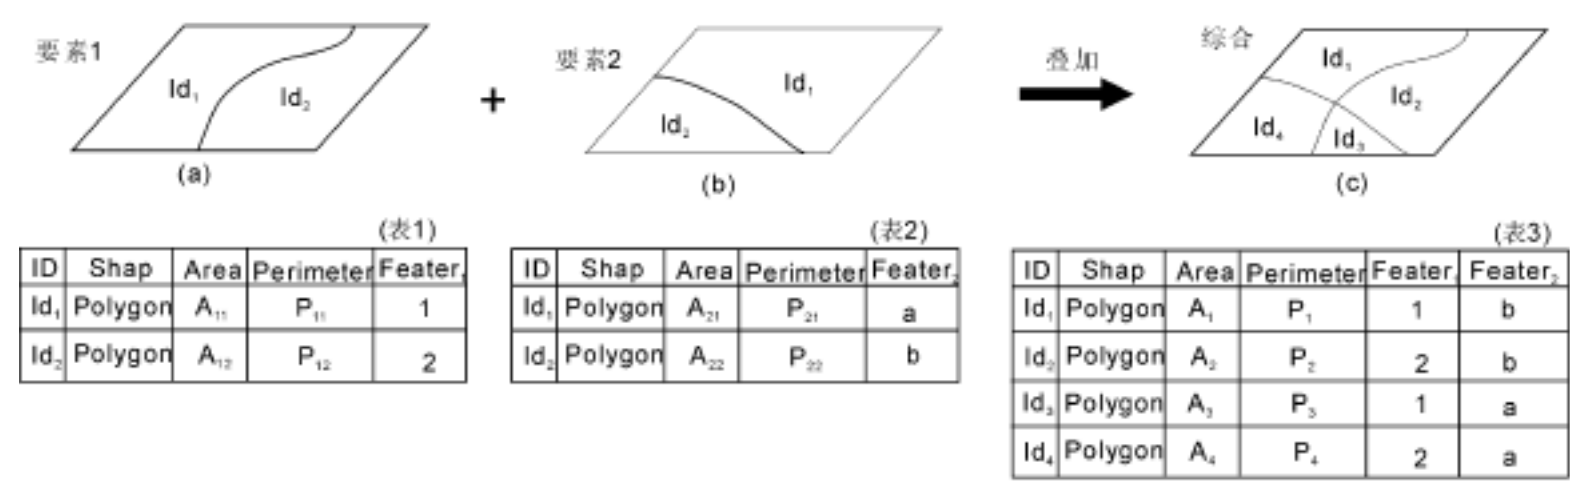 要素1
Id₁
Id₂
(a)
+
要素2
Id₁
Id₂
(b)
叠加
综合
Id₁
Id₂
Id₃
Id₄
(c)
(表1)
ID Shap Area Perimeter Feater₁
Id₁ Polygon A₁₁ P₁₁ 1
Id₂ Polygon A₁₂ P₁₂ 2
(表2)
ID Shap Area Perimeter Feater₂
Id₁ Polygon A₂₁ P₂₁ a
Id₂ Polygon A₂₂ P₂₂ b
(表3)
ID Shap Area Perimeter Feater₁ Feater₂
Id₁ Polygon A₁ P₁ 1 b
Id₂ Polygon A₂ P₂ 2 b
Id₃ Polygon A₃ P₃ 1 a
Id₄ Polygon A₄ P₄ 2 a